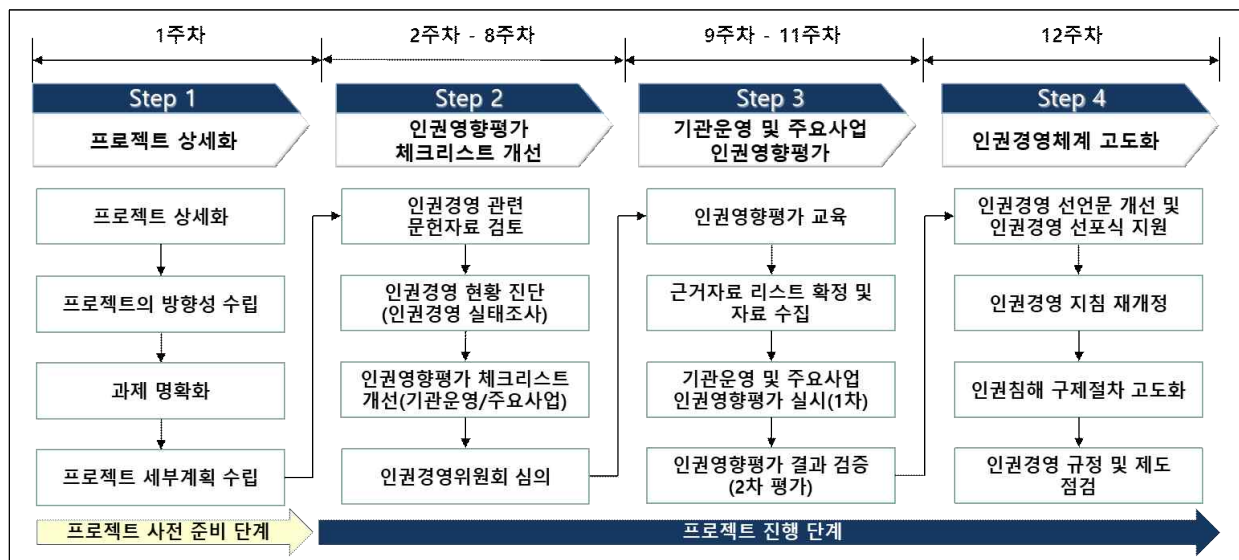 1주차
2주차 - 8주차
9주차 - 11주차
12주차
Step 1
프로젝트 상세화
Step 2
인권영향평가
체크리스트 개선
Step 3
기관운영 및 주요사업
인권영향평가
Step 4
인권경영체계 고도화
프로젝트 상세화
프로젝트의 방향성 수립
과제 명확화
프로젝트 세부계획 수립
인권경영 관련
문헌자료 검토
인권경영 현황 진단
(인권경영 실태조사)
인권영향평가 체크리스트
개선(기관운영/주요사업)
인권경영위원회 심의
인권영향평가 교육
근거자료 리스트 확정 및
자료 수집
기관운영 및 주요사업
인권영향평가 실시(1차)
인권영향평가 결과 검증
(2차 평가)
인권경영 선언문 개선 및
인권경영 선포식 지원
인권경영 지침 재개정
인권침해 구제절차 고도화
인권경영 규정 및 제도
점검
프로젝트 사전 준비 단계
프로젝트 진행 단계